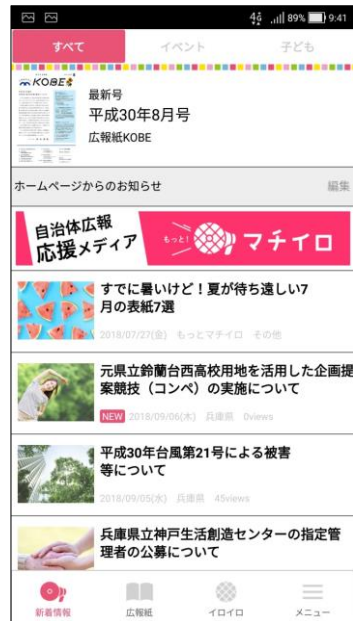 4G 89% 9:41
すべて イベント 子ども
KOBE
最新号
平成30年8月号
広報紙KOBE
ホームページからのお知らせ 編集
自治体広報
応援メディア
もっと! マチイロ
すでに暑いけど！夏が待ち遠しい7
月の表紙7選
2018/07/27(金) もっとマチイロ その他
元県立鈴蘭台西高校用地を活用した企画提
案競技（コンペ）の実施について
NEW 2018/09/06(木) 兵庫県 0views
平成30年台風第21号による被害
等について
2018/09/05(水) 兵庫県 45views
兵庫県立神戸生活創造センターの指定管
理者の公募について
新着情報 広報紙 イロイロ メニュー